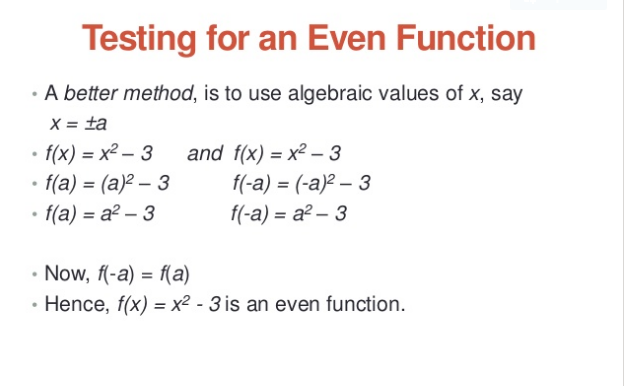 Testing for an Even Function
• A better method, is to use algebraic values of x, say
x = ±a
• f(x) = x² – 3 and f(x) = x² – 3
• f(a) = (a)² – 3 f(-a) = (-a)² – 3
• f(a) = a² – 3 f(-a) = a² – 3
• Now, f(-a) = f(a)
• Hence, f(x) = x² - 3 is an even function.